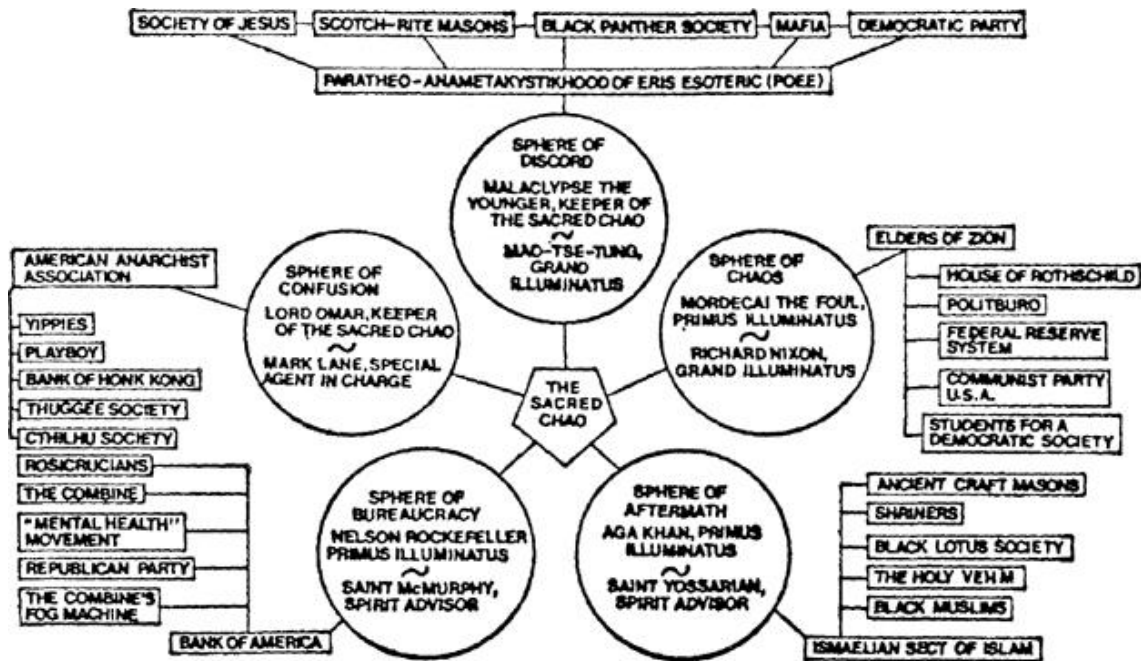 SOCIETY OF JESUS
SCOTCH-RITE MASONS
BLACK PANTHER SOCIETY
MAFIA
DEMOCRATIC PARTY
PARATHEO-ANAMETAKYSTIKHOOD OF ERIS ESOTERIC (POEE)
SPHERE OF
DISCORD
MALACLYPSE THE
YOUNGER, KEEPER OF
THE SACRED CHAO
~
MAO-TSE-TUNG,
GRAND
ILLUMINATUS
AMERICAN ANARCHIST
ASSOCIATION
YIPPIES
PLAYBOY
BANK OF HONK KONG
THUGGEE SOCIETY
CTHILHU SOCIETY
SPHERE OF
CONFUSION
LORD OMAR, KEEPER
OF THE SACRED CHAO
~
MARK LANE, SPECIAL
AGENT IN CHARGE
SPHERE OF
CHAOS
MORDECAI THE FOUL,
PRIMUS ILLUMINATUS
~
RICHARD NIXON,
GRAND ILLUMINATUS
ELDERS OF ZION
HOUSE OF ROTHSCHILD
POLITBURO
FEDERAL RESERVE
SYSTEM
COMMUNIST PARTY
U.S.A.
STUDENTS FOR A
DEMOCRATIC SOCIETY
THE
SACRED
CHAO
ROSICRUCIANS
THE COMBINE
"MENTAL HEALTH"
MOVEMENT
REPUBLICAN PARTY
THE COMBINE'S
FOG MACHINE
BANK OF AMERICA
SPHERE OF
BUREAUCRACY
NELSON ROCKEFELLER
PRIMUS ILLUMINATUS
~
SAINT McMURPHY,
SPIRIT ADVISOR
SPHERE OF
AFTERMATH
AGA KHAN, PRIMUS
ILLUMINATUS
~
SAINT YOSSARIAN,
SPIRIT ADVISOR
ANCIENT CRAFT MASONS
SHRINERS
BLACK LOTUS SOCIETY
THE HOLY VEHM
BLACK MUSLIMS
ISMAELIAN SECT OF ISLAM